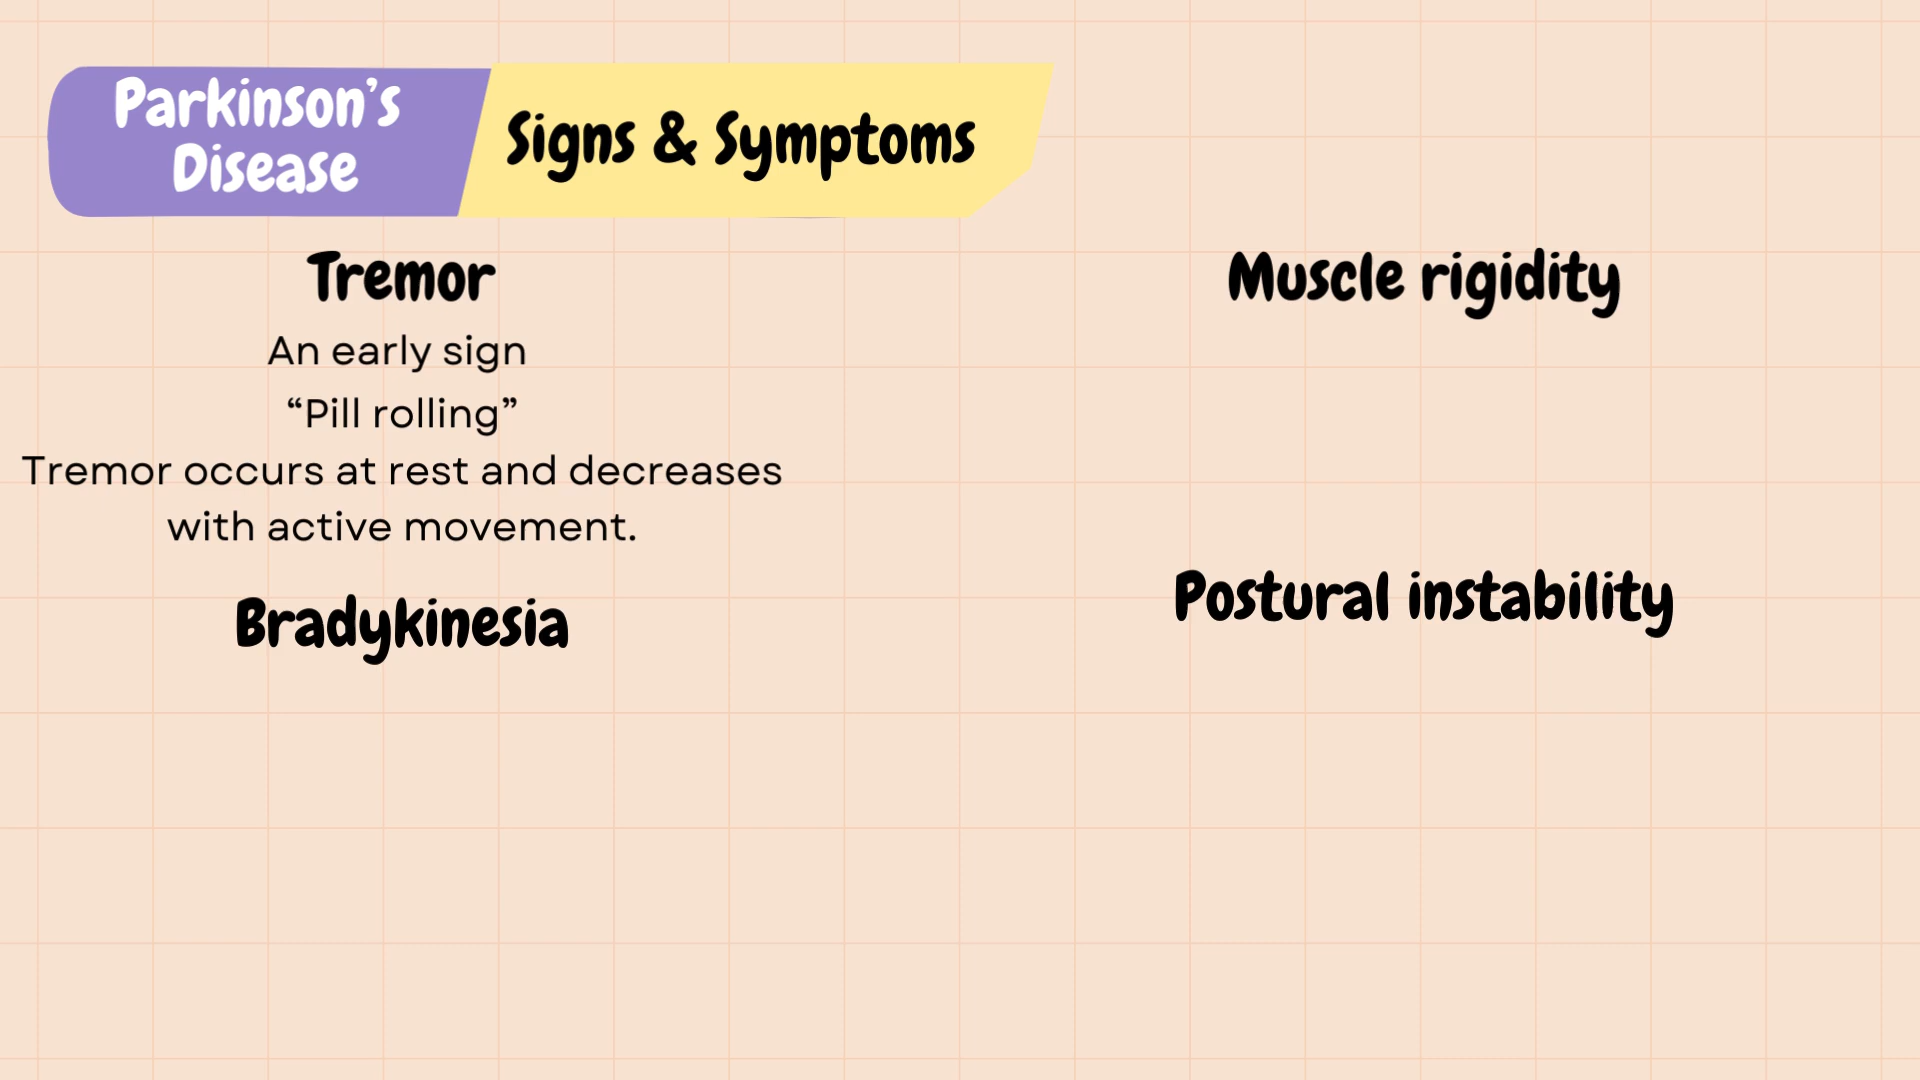 Parkinson’s
Disease
Signs & Symptoms
Tremor
An early sign
“Pill rolling”
Tremor occurs at rest and decreases
with active movement.
Bradykinesia
Muscle rigidity
Postural instability